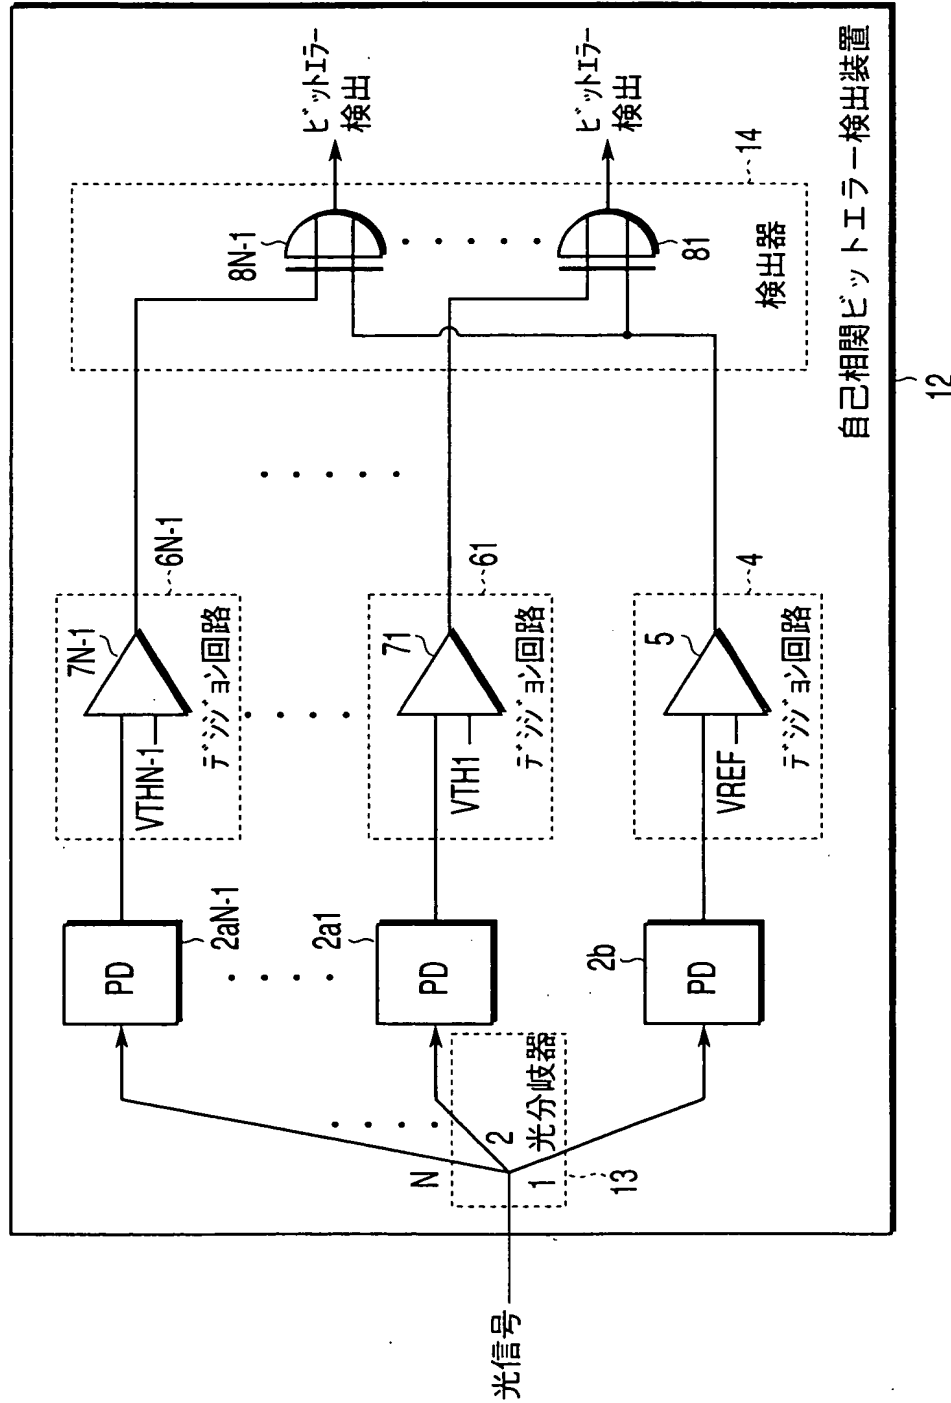 光信号
13
光分岐器
1
2
N
PD
2aN-1
PD
2a1
PD
2b
VTHN-1
7N-1
デシジョン回路
6N-1
VTH1
71
デシジョン回路
61
VREF
5
デシジョン回路
4
8N-1
81
検出器
14
ビットエラー
検出
ビットエラー
検出
自己相関ビットエラー検出装置
12